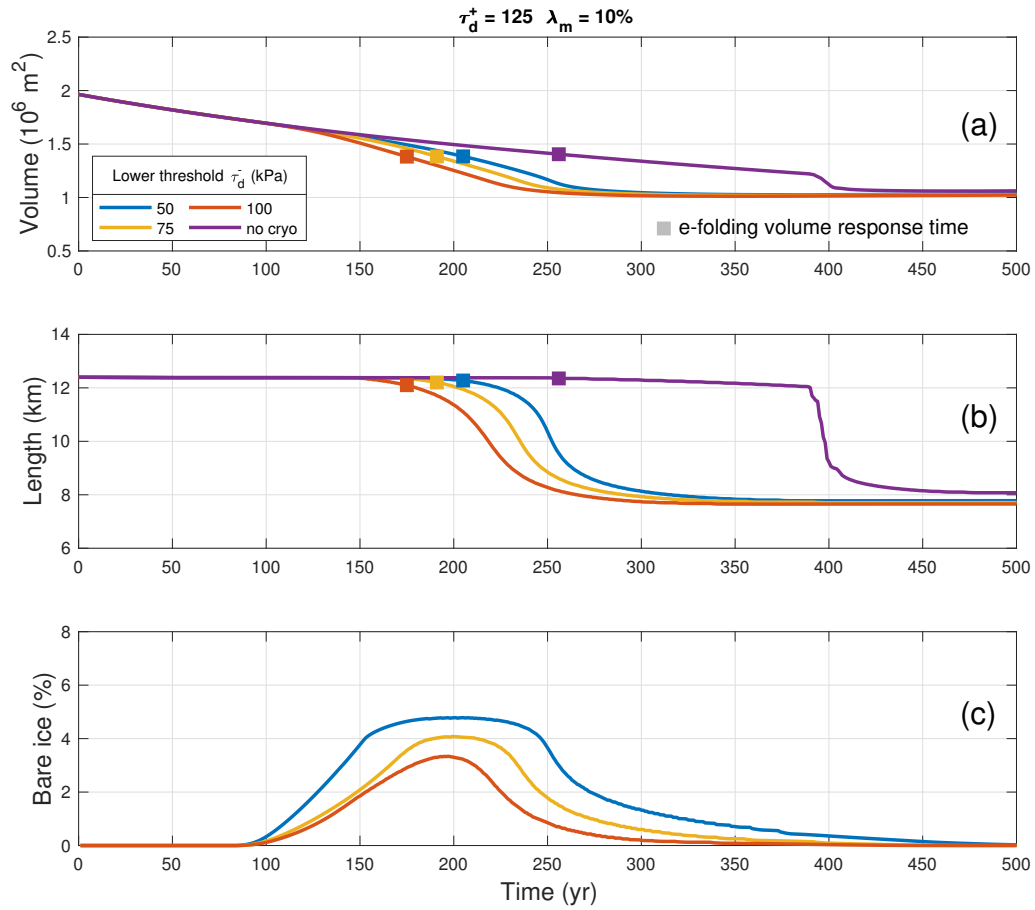 τd+ = 125 λm = 10%
2.5
2
1.5
1
0.5
Volume (10⁶ m²)
(a)
Lower threshold τd- (kPa)
50 100
75 no cryo
e-folding volume response time
0 50 100 150 200 250 300 350 400 450 500
14
12
10
8
6
Length (km)
(b)
0 50 100 150 200 250 300 350 400 450 500
8
6
4
2
0
Bare ice (%)
(c)
0 50 100 150 200 250 300 350 400 450 500
Time (yr)